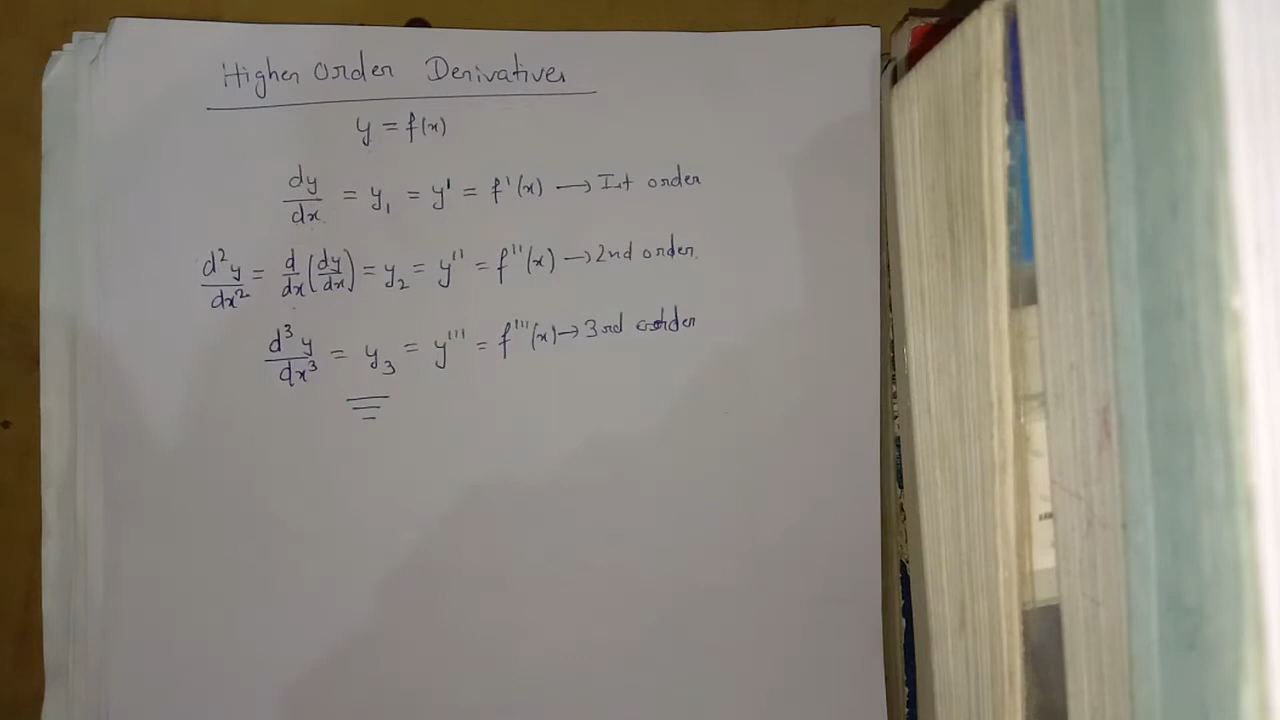 Higher Order Derivatives
y = f(x)
dy/dx = y₁ = y' = f'(x) → Ist order
d²y/dx² = d/dx (dy/dx) = y₂ = y'' = f''(x) → 2nd order.
d³y/dx³ = y₃ = y''' = f'''(x) → 3rd order